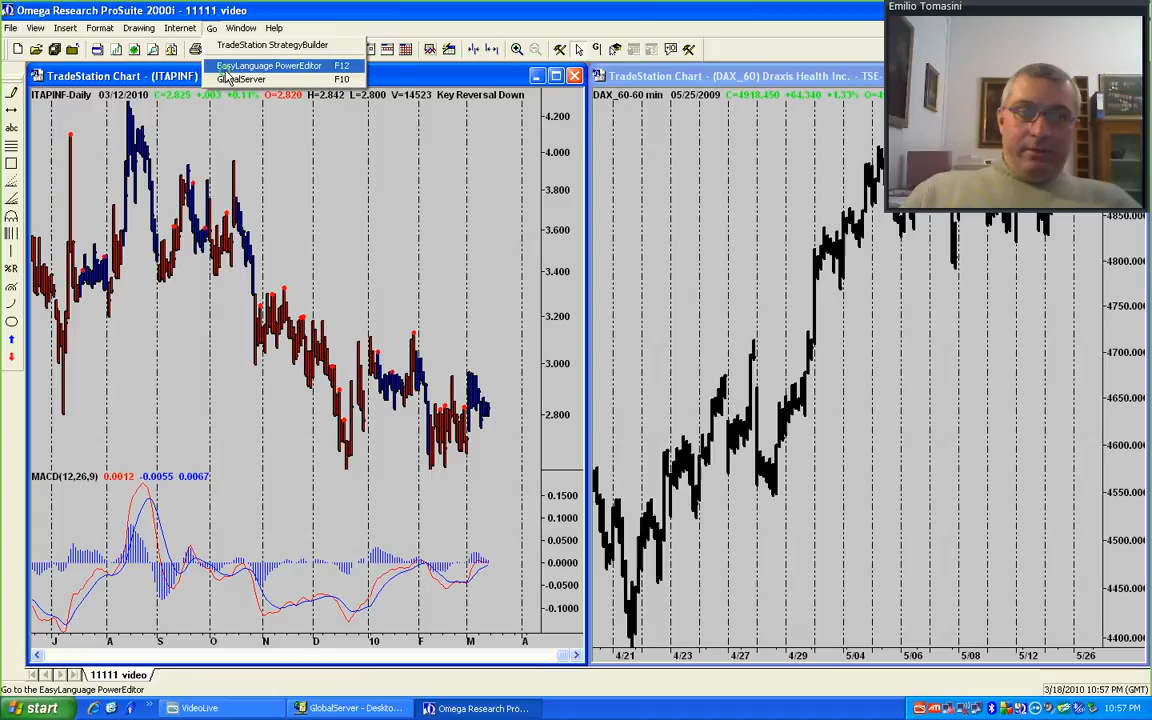 Omega Research ProSuite 2000i - 11111 video
Emilio Tomasini
File View Insert Format Drawing Internet Go Window Help
TradeStation StrategyBuilder
EasyLanguage PowerEditor F12
GlobalServer F10
TradeStation Chart - (ITAPINF)
TradeStation Chart - (DAX_60) Draxis Health Inc. - TSE-
ITAPINF-Daily 03/12/2010 C=2.825 +.003 +0.11% O=2.820 H=2.842 L=2.800 V=14523 Key Reversal Down
DAX_60-60 min 05/25/2009 C=4918.450 +64.340 +1.33%
abc
%R
4.200
4.000
3.800
3.600
3.400
3.200
3.000
2.800
MACD(12,26,9) 0.0012 -0.0055 0.0067
0.1500
0.1000
0.0500
0.0000
-0.0500
-0.1000
J A S O N D 10 F M A
4850.000
4800.000
4750.000
4700.000
4650.000
4600.000
4550.000
4500.000
4450.000
4400.000
4/21 4/23 4/27 4/29 5/04 5/06 5/08 5/12 5/26
11111 video
Go to the EasyLanguage PowerEditor
3/18/2010 10:57 PM (GMT)
start
VideoLive
GlobalServer - Deskto...
Omega Research Pro...
10:57 PM